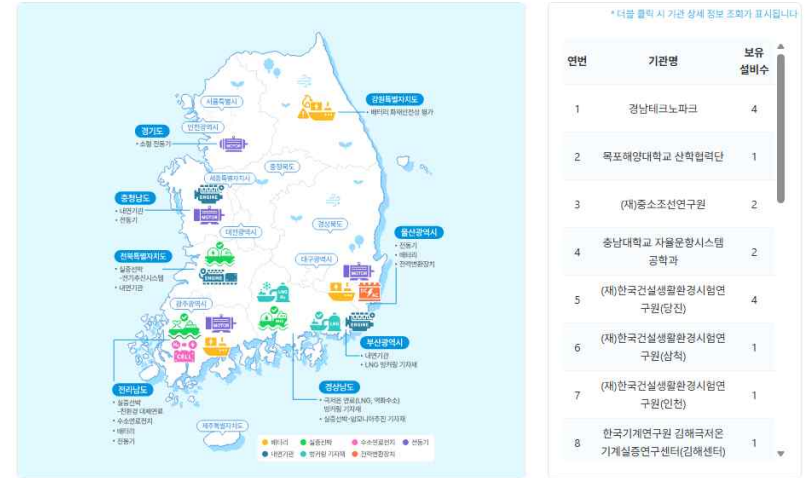 * 더블 클릭 시 기관 상세 정보 조회가 표시됩니다
서울특별시
강원특별자치도
• 배터리 화재안전성 평가
경기도
• 소형 전동기
인천광역시
MOTOR
충청북도
세종특별자치시
ENGINE
충청남도
• 내연기관
• 전동기
MOTOR
대전광역시
경상북도
울산광역시
• 전동기
• 배터리
• 전력변환장치
전북특별자치도
• 실증선박
-전기추진시스템
• 내연기관
ENGINE
대구광역시
MOTOR
광주광역시
MOTOR
LNG
ENGINE
CELL
부산광역시
• 내연기관
• LNG 벙커링 기자재
전라남도
• 실증선박
-친환경 대체연료
• 수소연료전지
• 배터리
• 전동기
경상남도
• 극저온 연료(LNG, 액화수소)
벙커링 기자재
• 실증선박-암모니아추진 기자재
제주특별자치도
배터리 실증선박 수소연료전지 전동기
내연기관 벙커링 기자재 전력변환장치
연번 기관명 보유
설비수
1 경남테크노파크 4
2 목포해양대학교 산학협력단 1
3 (재)중소조선연구원 2
4 충남대학교 자율운항시스템
공학과 2
5 (재)한국건설생활환경시험연
구원(당진) 4
6 (재)한국건설생활환경시험연
구원(삼척) 1
7 (재)한국건설생활환경시험연
구원(인천) 1
8 한국기계연구원 김해극저온
기계실증연구센터(김해센터) 1